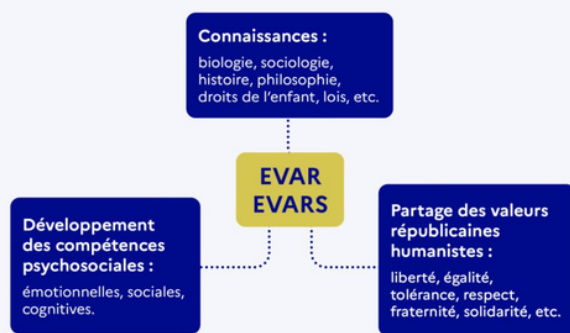 Connaissances :
biologie, sociologie,
histoire, philosophie,
droits de l'enfant, lois, etc.
EVAR
EVARS
Développement
des compétences
psychosociales :
émotionnelles, sociales,
cognitives.
Partage des valeurs
républicaines
humanistes :
liberté, égalité,
tolérance, respect,
fraternité, solidarité, etc.